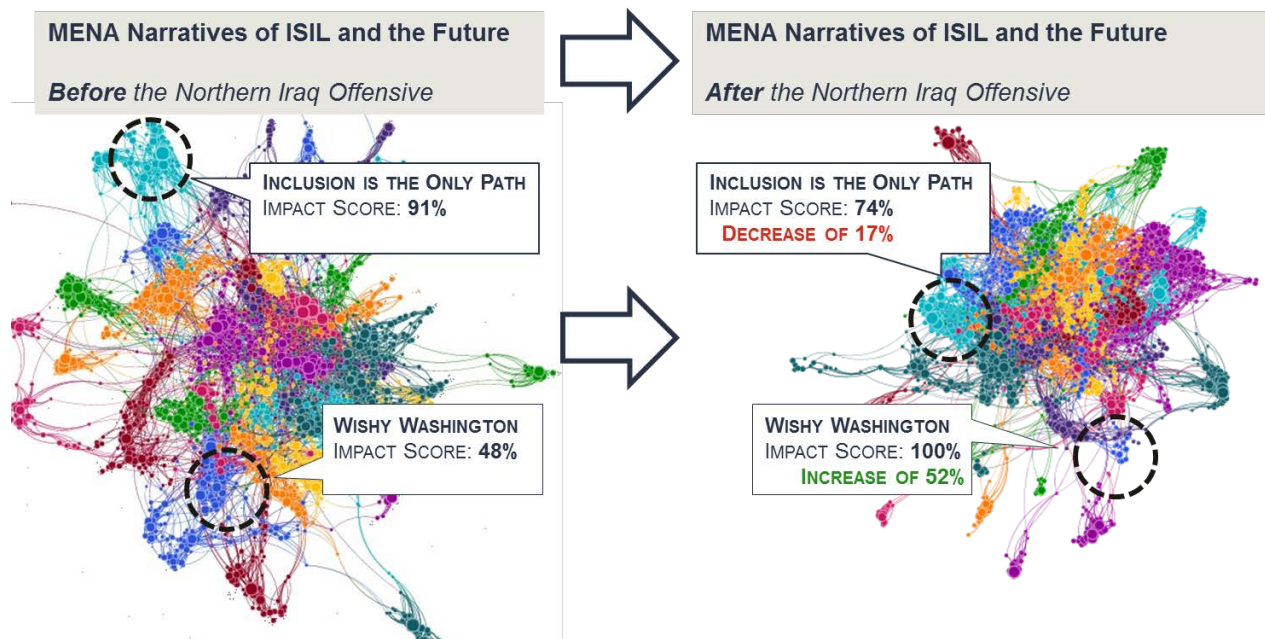 MENA Narratives of ISIL and the Future
Before the Northern Iraq Offensive
INCLUSION IS THE ONLY PATH
IMPACT SCORE: 91%
WISHY WASHINGTON
IMPACT SCORE: 48%
MENA Narratives of ISIL and the Future
After the Northern Iraq Offensive
INCLUSION IS THE ONLY PATH
IMPACT SCORE: 74%
DECREASE OF 17%
WISHY WASHINGTON
IMPACT SCORE: 100%
INCREASE OF 52%